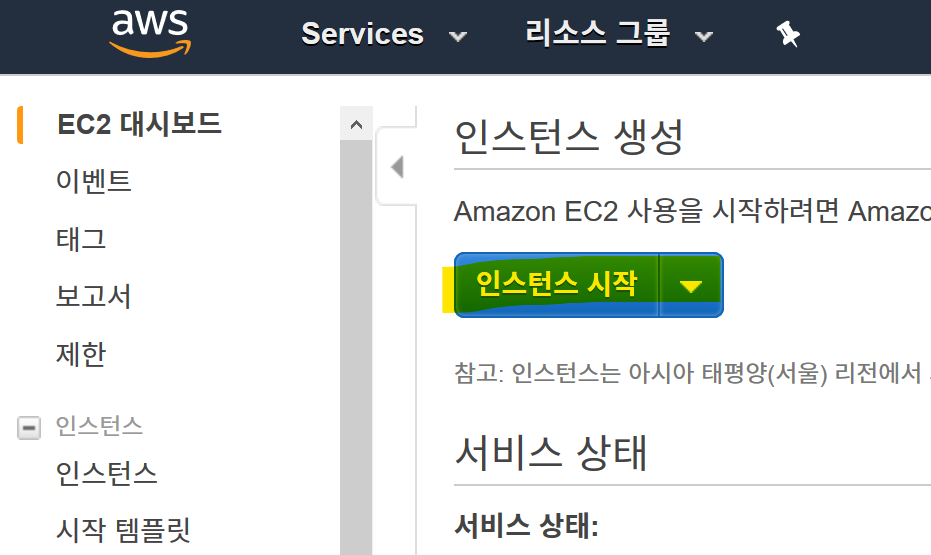 aws Services 리소스 그룹
EC2 대시보드
이벤트
태그
보고서
제한
인스턴스
인스턴스
시작 템플릿
인스턴스 생성
Amazon EC2 사용을 시작하려면
인스턴스 시작
참고: 인스턴스는 아시아 태평양(서울) 리전에서
서비스 상태
서비스 상태: